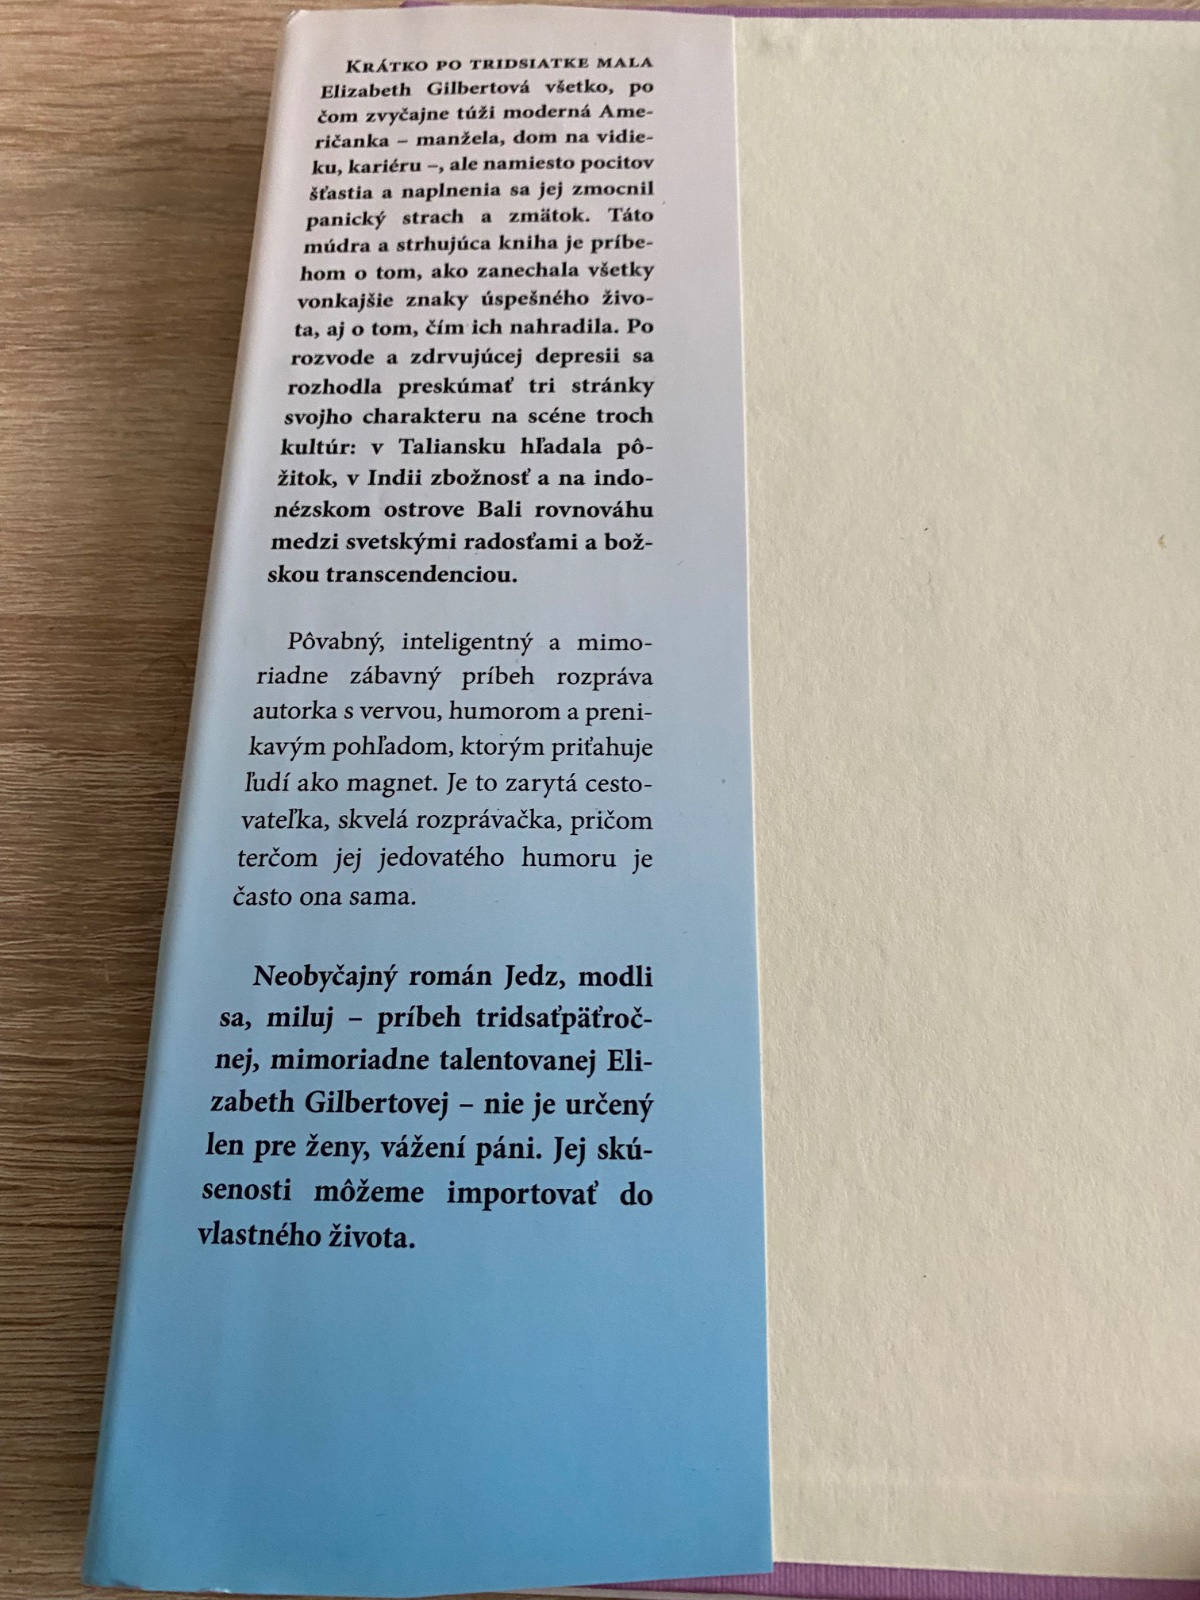 KRÁTKO PO TRIDSIATKE MALA
Elizabeth Gilbertová všetko, po
čom zvyčajne túži moderná Ame-
ričanka – manžela, dom na vidie-
ku, kariéru –, ale namiesto pocitov
šťastia a naplnenia sa jej zmocnil
panický strach a zmätok. Táto
múdra a strhujúca kniha je príbe-
hom o tom, ako zanechala všetky
vonkajšie znaky úspešného živo-
ta, aj o tom, čím ich nahradila. Po
rozvode a zdrvujúcej depresii sa
rozhodla preskúmať tri stránky
svojho charakteru na scéne troch
kultúr: v Taliansku hľadala pô-
žitok, v Indii zbožnosť a na indo-
nézskom ostrove Bali rovnováhu
medzi svetskými radosťami a bož-
skou transcendenciou.
Pôvabný, inteligentný a mimo-
riadne zábavný príbeh rozpráva
autorka s vervou, humorom a preni-
kavým pohľadom, ktorým priťahuje
ľudí ako magnet. Je to zarytá cesto-
vateľka, skvelá rozprávačka, pričom
terčom jej jedovatého humoru je
často ona sama.
Neobyčajný román Jedz, modli
sa, miluj – príbeh tridsaťpäťroč-
nej, mimoriadne talentovanej Eli-
zabeth Gilbertovej – nie je určený
len pre ženy, vážení páni. Jej skú-
senosti môžeme importovať do
vlastného života.